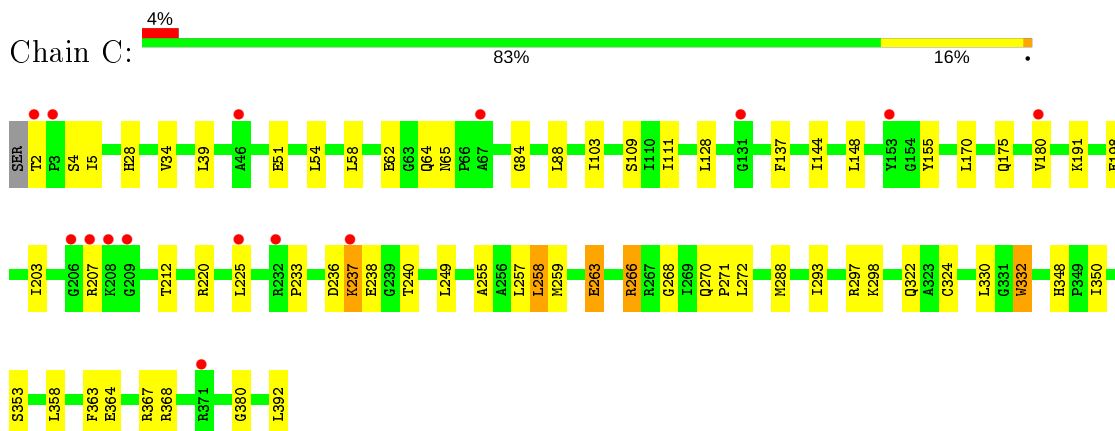 4%
Chain C:
83% 16% •
SER T2 P3 S4 I5 H28 V34 L39 A46 E51 L54 L58 E62 G63 Q64 N65 P66 A67 G84 L88 I103 S109 I110 I111 L128 G131 F137 I144 L148 Y153 G154 Y155 L170 Q175 V180 K191 E198
I203 G206 R207 K208 G209 T212 R220 L225 R232 P233 D236 K237 E238 G239 T240 L249 A255 A256 L257 L258 M259 E263 R266 R267 G268 I269 Q270 P271 L272 M288 I293 R297 K298 Q322 A323 C324 L330 G331 W332 H348 P349 I350
S353 L358 F363 E364 R367 R368 R371 G380 L392